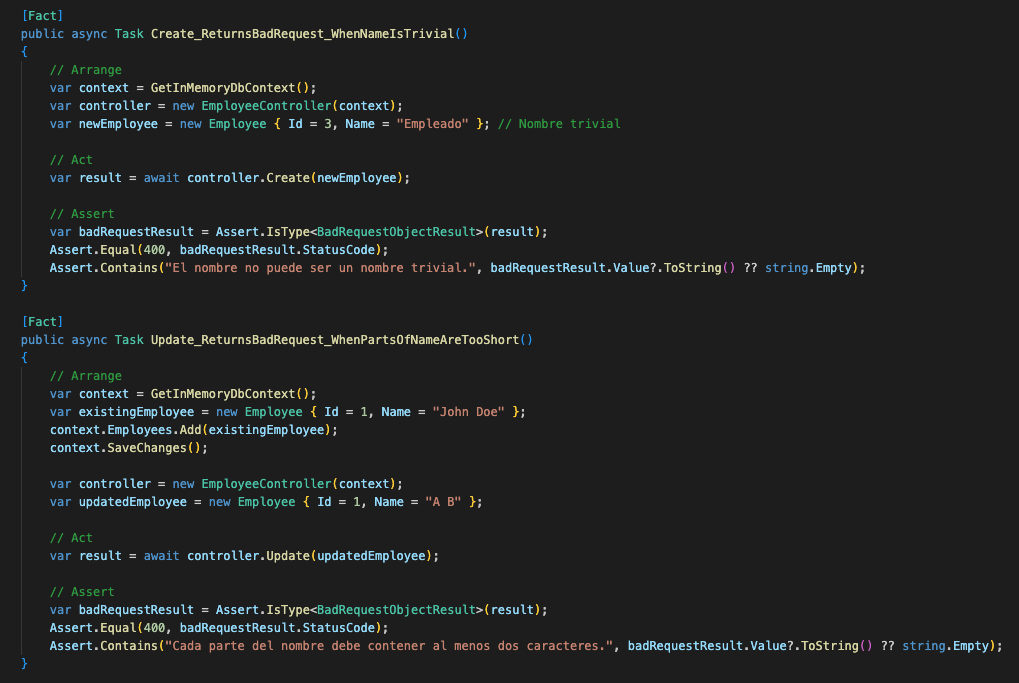 [Fact]
public async Task Create_ReturnsBadRequest_WhenNameIsTrivial()
{
    // Arrange
    var context = GetInMemoryDbContext();
    var controller = new EmployeeController(context);
    var newEmployee = new Employee { Id = 3, Name = "Empleado" }; // Nombre trivial

    // Act
    var result = await controller.Create(newEmployee);

    // Assert
    var badRequestResult = Assert.IsType<BadRequestObjectResult>(result);
    Assert.Equal(400, badRequestResult.StatusCode);
    Assert.Contains("El nombre no puede ser un nombre trivial.", badRequestResult.Value?.ToString() ?? string.Empty);
}

[Fact]
public async Task Update_ReturnsBadRequest_WhenPartsOfNameAreTooShort()
{
    // Arrange
    var context = GetInMemoryDbContext();
    var existingEmployee = new Employee { Id = 1, Name = "John Doe" };
    context.Employees.Add(existingEmployee);
    context.SaveChanges();

    var controller = new EmployeeController(context);
    var updatedEmployee = new Employee { Id = 1, Name = "A B" };

    // Act
    var result = await controller.Update(updatedEmployee);

    // Assert
    var badRequestResult = Assert.IsType<BadRequestObjectResult>(result);
    Assert.Equal(400, badRequestResult.StatusCode);
    Assert.Contains("Cada parte del nombre debe contener al menos dos caracteres.", badRequestResult.Value?.ToString() ?? string.Empty);
}